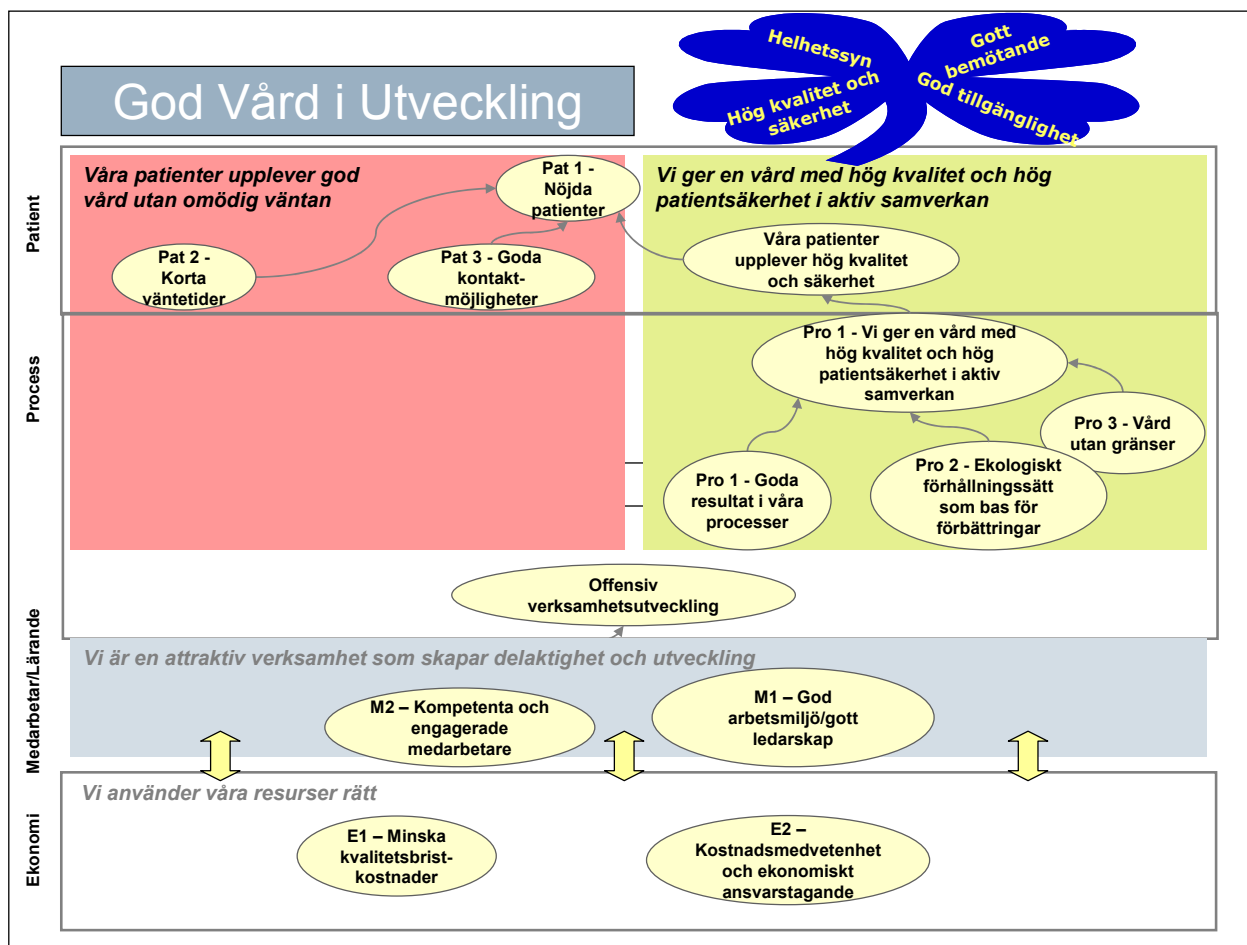 Helhetssyn
Gott
bemötande
Hög kvalitet och
säkerhet
God tillgänglighet
God Vård i Utveckling
Patient
Våra patienter upplever god
vård utan omödig väntan
Pat 1 -
Nöjda
patienter
Vi ger en vård med hög kvalitet och hög
patientsäkerhet i aktiv samverkan
Pat 2 -
Korta
väntetider
Pat 3 - Goda
kontakt-
möjligheter
Våra patienter
upplever hög kvalitet
och säkerhet
Process
Pro 1 - Vi ger en vård med
hög kvalitet och hög
patientsäkerhet i aktiv
samverkan
Pro 3 - Vård
utan gränser
Pro 1 - Goda
resultat i våra
processer
Pro 2 - Ekologiskt
förhållningssätt
som bas för
förbättringar
Offensiv
verksamhetsutveckling
Medarbetar/Lärande
Vi är en attraktiv verksamhet som skapar delaktighet och utveckling
M2 – Kompetenta och
engagerade
medarbetare
M1 – God
arbetsmiljö/gott
ledarskap
Ekonomi
Vi använder våra resurser rätt
E1 – Minska
kvalitetsbrist-
kostnader
E2 –
Kostnadsmedvetenhet
och ekonomiskt
ansvarstagande